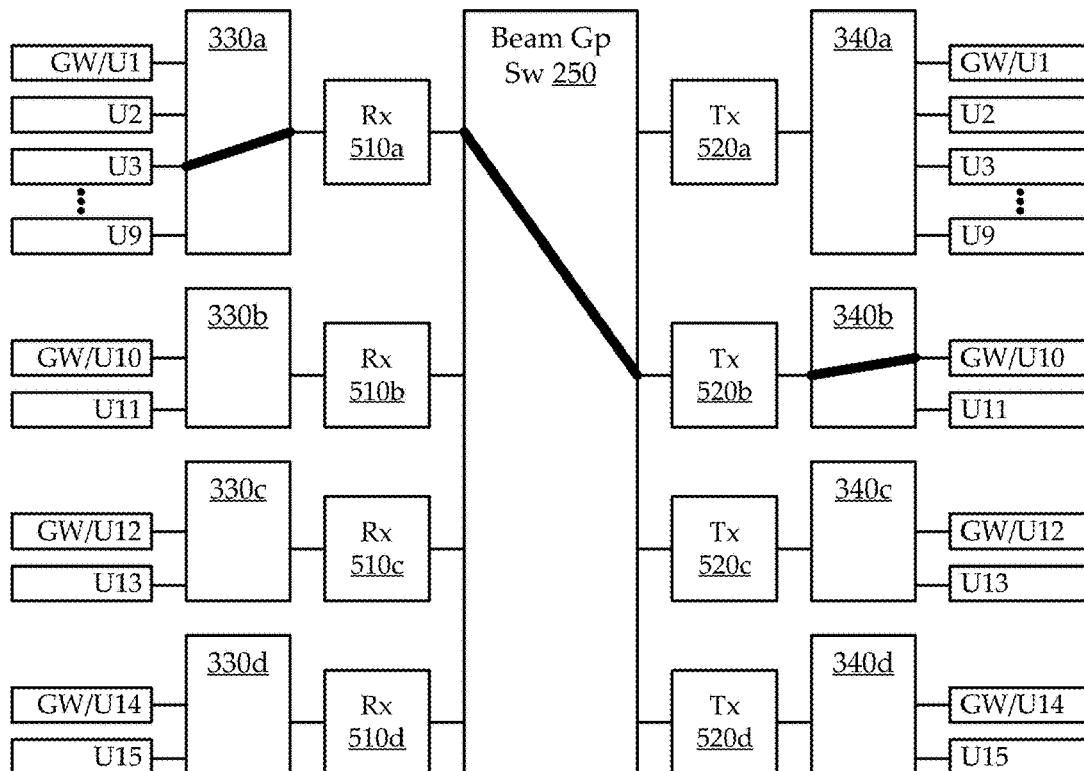 330a
Beam Gp
Sw 250
340a
GW/U1
GW/U1
U2
Rx
510a
Tx
520a
U2
U3
U3
U9
U9
330b
340b
GW/U10
Rx
510b
Tx
520b
GW/U10
U11
U11
330c
340c
GW/U12
Rx
510c
Tx
520c
GW/U12
U13
U13
330d
340d
GW/U14
Rx
510d
Tx
520d
GW/U14
U15
U15